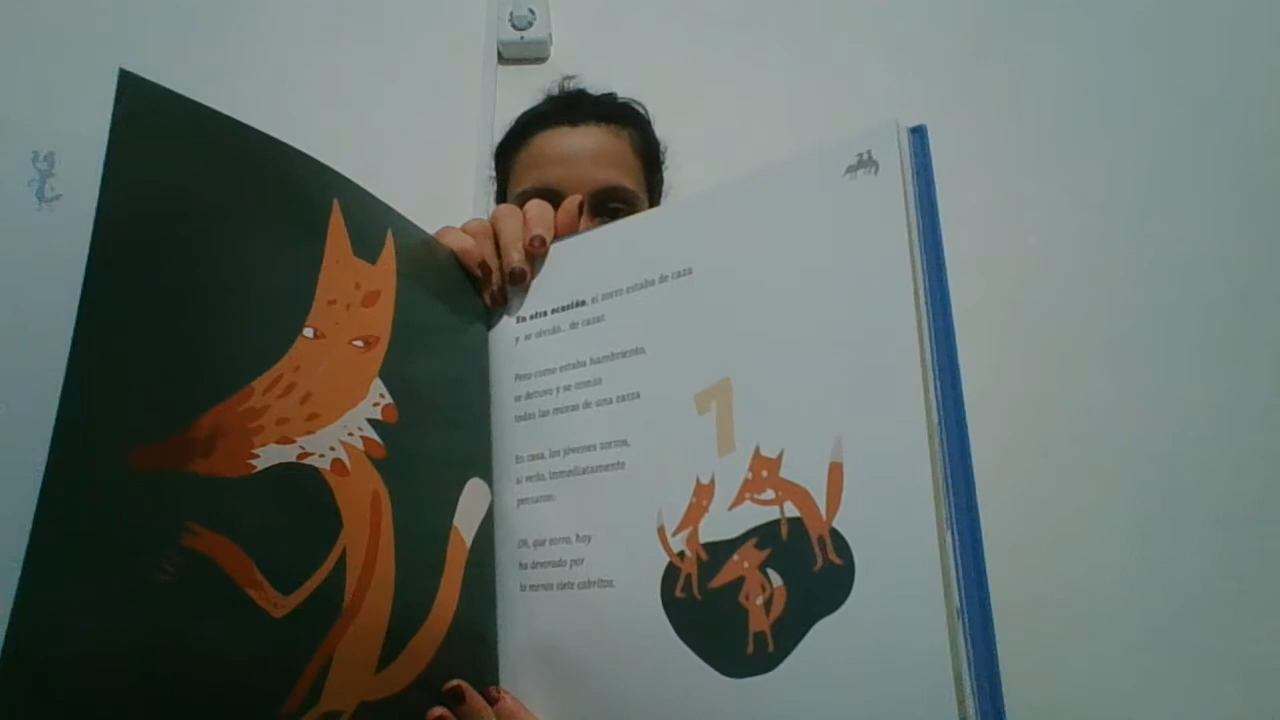 En otra ocasión, el zorro estaba de caza
y se olvidó... de cazar.
Pero como estaba hambriento,
se detuvo y se comió
todas las moras de una zarza
En casa, los jóvenes zorros,
al verlo, inmediatamente
pensaron:
Oh, que zorro, hoy
ha devorado por
lo menos siete cabritos.
7